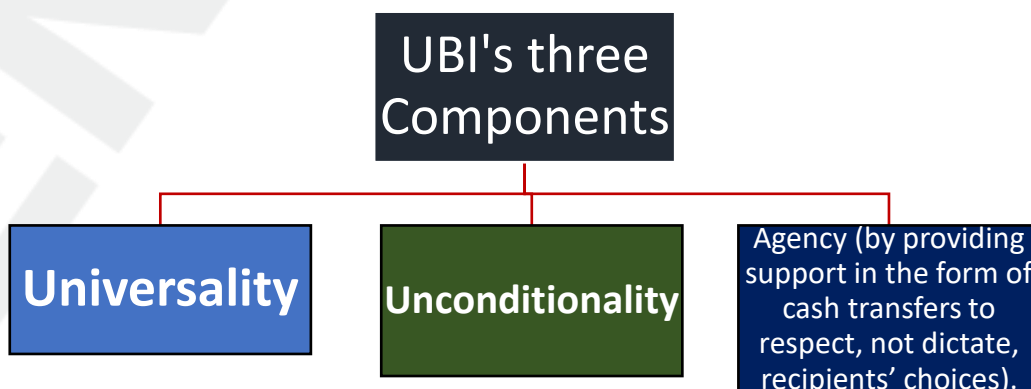 UBI's three
Components
Universality
Unconditionality
Agency (by providing
support in the form of
cash transfers to
respect, not dictate,
recipients’ choices).